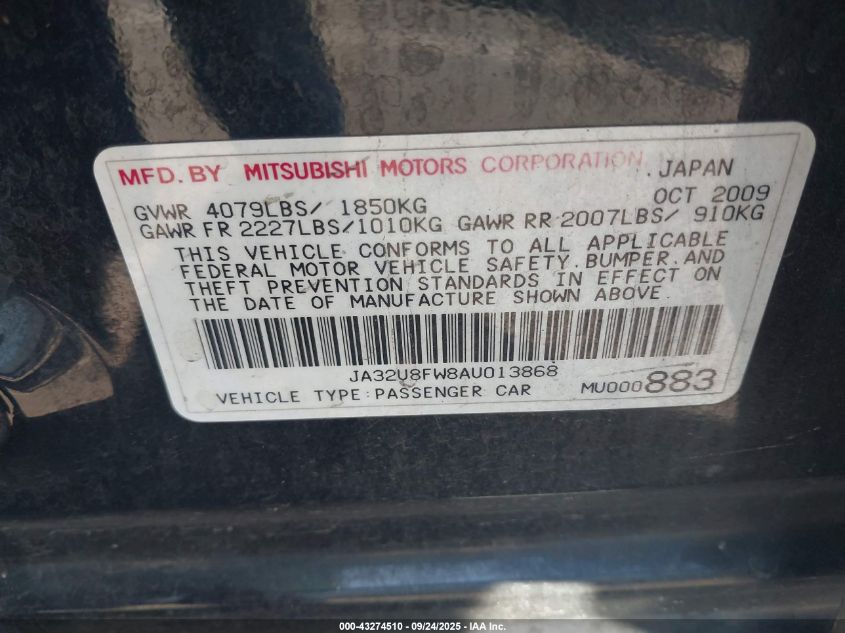 MFD. BY MITSUBISHI MOTORS CORPORATION, JAPAN
GVWR 4079LBS/ 1850KG OCT 2009
GAWR FR 2227LBS/1010KG GAWR RR 2007LBS/ 910KG
THIS VEHICLE CONFORMS TO ALL APPLICABLE
FEDERAL MOTOR VEHICLE SAFETY, BUMPER, AND
THEFT PREVENTION STANDARDS IN EFFECT ON
THE DATE OF MANUFACTURE SHOWN ABOVE.
JA32U8FW8AU013868
VEHICLE TYPE:PASSENGER CAR MU000883
000-43274510 - 09/24/2025 - IAA Inc.